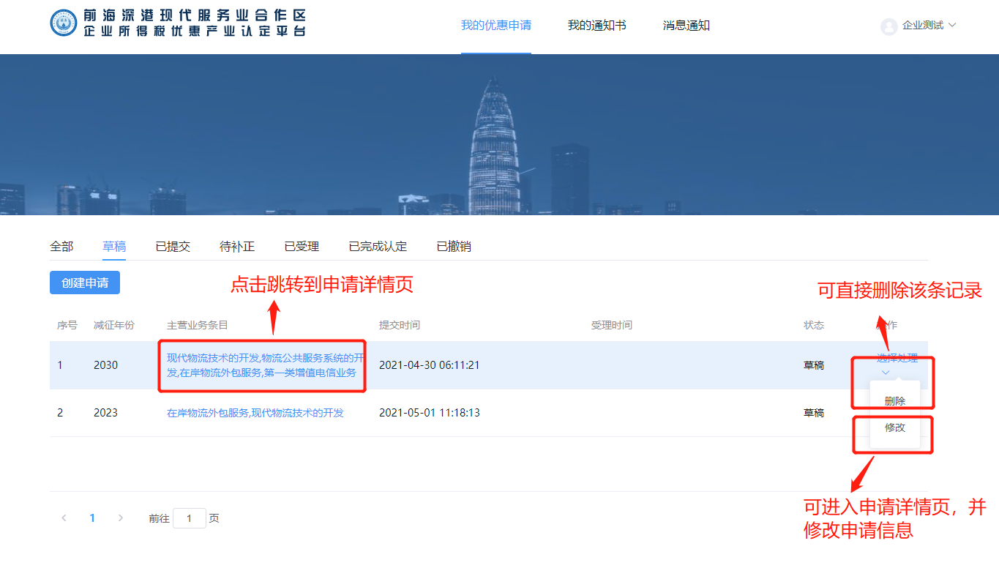 前海深港现代服务业合作区
企业所得税优惠产业认定平台
我的优惠申请 我的通知书 消息通知 企业测试
全部 草稿 已提交 待补正 已受理 已完成认定 已撤销
创建申请
点击跳转到申请详情页
可直接删除该条记录
序号 减征年份 主营业务条目 提交时间 受理时间 状态 操作
1 2030 现代物流技术的开发,物流公共服务系统的开
发,在岸物流外包服务,第一类增值电信业务 2021-04-30 06:11:21 草稿 选择处理
删除
2 2023 在岸物流外包服务,现代物流技术的开发 2021-05-01 11:18:13 草稿
修改
可进入申请详情页，并
修改申请信息
1 前往 1 页